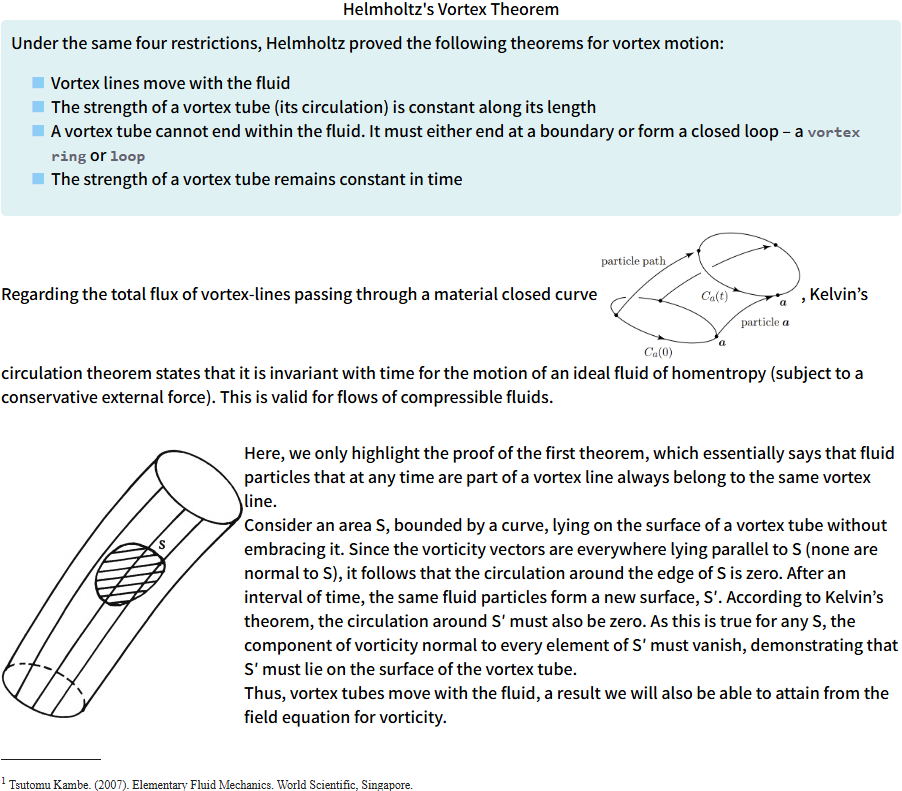 Helmholtz's Vortex Theorem
Under the same four restrictions, Helmholtz proved the following theorems for vortex motion:
Vortex lines move with the fluid
The strength of a vortex tube (its circulation) is constant along its length
A vortex tube cannot end within the fluid. It must either end at a boundary or form a closed loop – a vortex
ring or loop
The strength of a vortex tube remains constant in time
particle path
Regarding the total flux of vortex-lines passing through a material closed curve
Cₐ(t)
a
, Kelvin’s
particle a
a
Cₐ(0)
circulation theorem states that it is invariant with time for the motion of an ideal fluid of homentropy (subject to a
conservative external force). This is valid for flows of compressible fluids.
Here, we only highlight the proof of the first theorem, which essentially says that fluid
particles that at any time are part of a vortex line always belong to the same vortex
line.
Consider an area S, bounded by a curve, lying on the surface of a vortex tube without
S
embracing it. Since the vorticity vectors are everywhere lying parallel to S (none are
normal to S), it follows that the circulation around the edge of S is zero. After an
interval of time, the same fluid particles form a new surface, S'. According to Kelvin’s
theorem, the circulation around S' must also be zero. As this is true for any S, the
component of vorticity normal to every element of S' must vanish, demonstrating that
S' must lie on the surface of the vortex tube.
Thus, vortex tubes move with the fluid, a result we will also be able to attain from the
field equation for vorticity.
1 Tsutomu Kambe. (2007). Elementary Fluid Mechanics. World Scientific, Singapore.